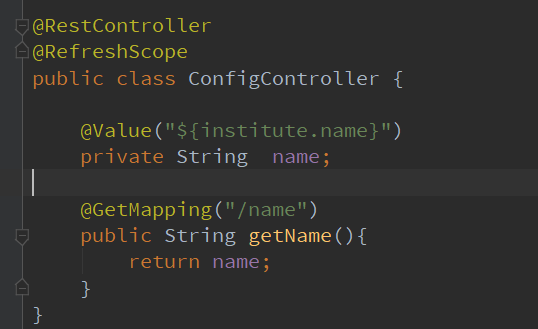 @RestController
@RefreshScope
public class ConfigController {
@Value("${institute.name}")
private String  name;
@GetMapping("/name")
public String getName(){
return name;
}
}